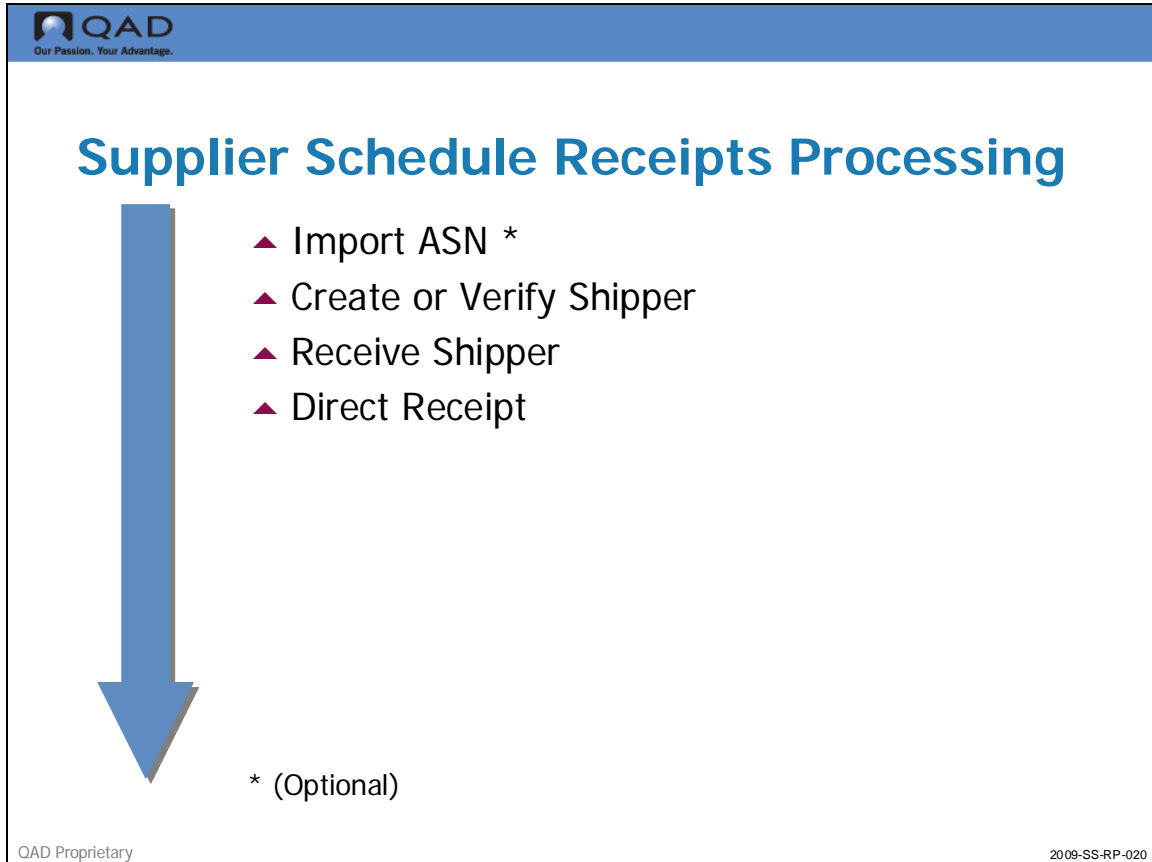 QAD
Our Passion. Your Advantage.
Supplier Schedule Receipts Processing
Import ASN *
Create or Verify Shipper
Receive Shipper
Direct Receipt
* (Optional)
QAD Proprietary
2009-SS-RP-020